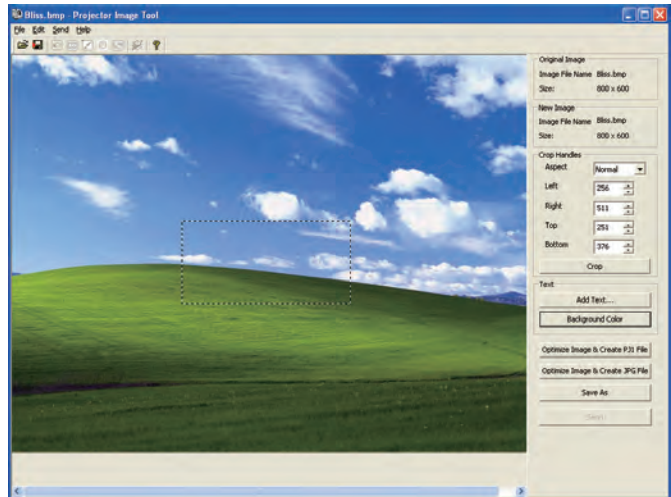 Bliss.bmp - Projector Image Tool
File Edit Send Help
Original Image
Image File Name Bliss.bmp
Size: 800 x 600
New Image
Image File Name Bliss.bmp
Size: 800 x 600
Crop Handles
Aspect Normal
Left 256
Right 511
Top 251
Bottom 376
Crop
Text
Add Text...
Background Color
Optimize Image & Create PJI File
Optimize Image & Create JPG File
Save As
Send